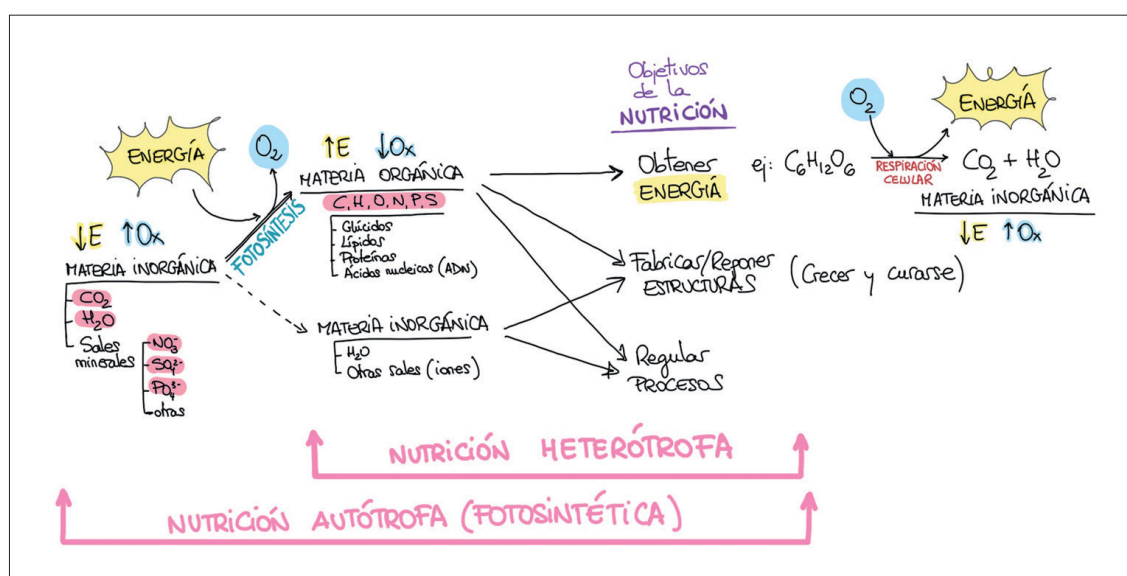 ENERGÍA
O₂
↓E ↑Ox
MATERIA INORGÁNICA
CO₂
H₂O
Sales
minerales
NO₃⁻
SO₄²⁻
PO₄³⁻
otras
FOTOSÍNTESIS
↑E ↓Ox
MATERIA ORGÁNICA
C, H, O, N, P, S
Glúcidos
Lípidos
Proteínas
Ácidos nucleicos (ADN)
MATERIA INORGÁNICA
H₂O
Otras sales (iones)
Objetivos
de la
NUTRICIÓN
Obtener
ENERGÍA
ej: C₆H₁₂O₆
O₂
RESPIRACIÓN
CELULAR
ENERGÍA
CO₂ + H₂O
MATERIA INORGÁNICA
↓E ↑Ox
Fabricar/Reponer
ESTRUCTURAS
(Crecer y curarse)
Regular
PROCESOS
NUTRICIÓN HETERÓTROFA
NUTRICIÓN AUTÓTROFA (FOTOSINTÉTICA)